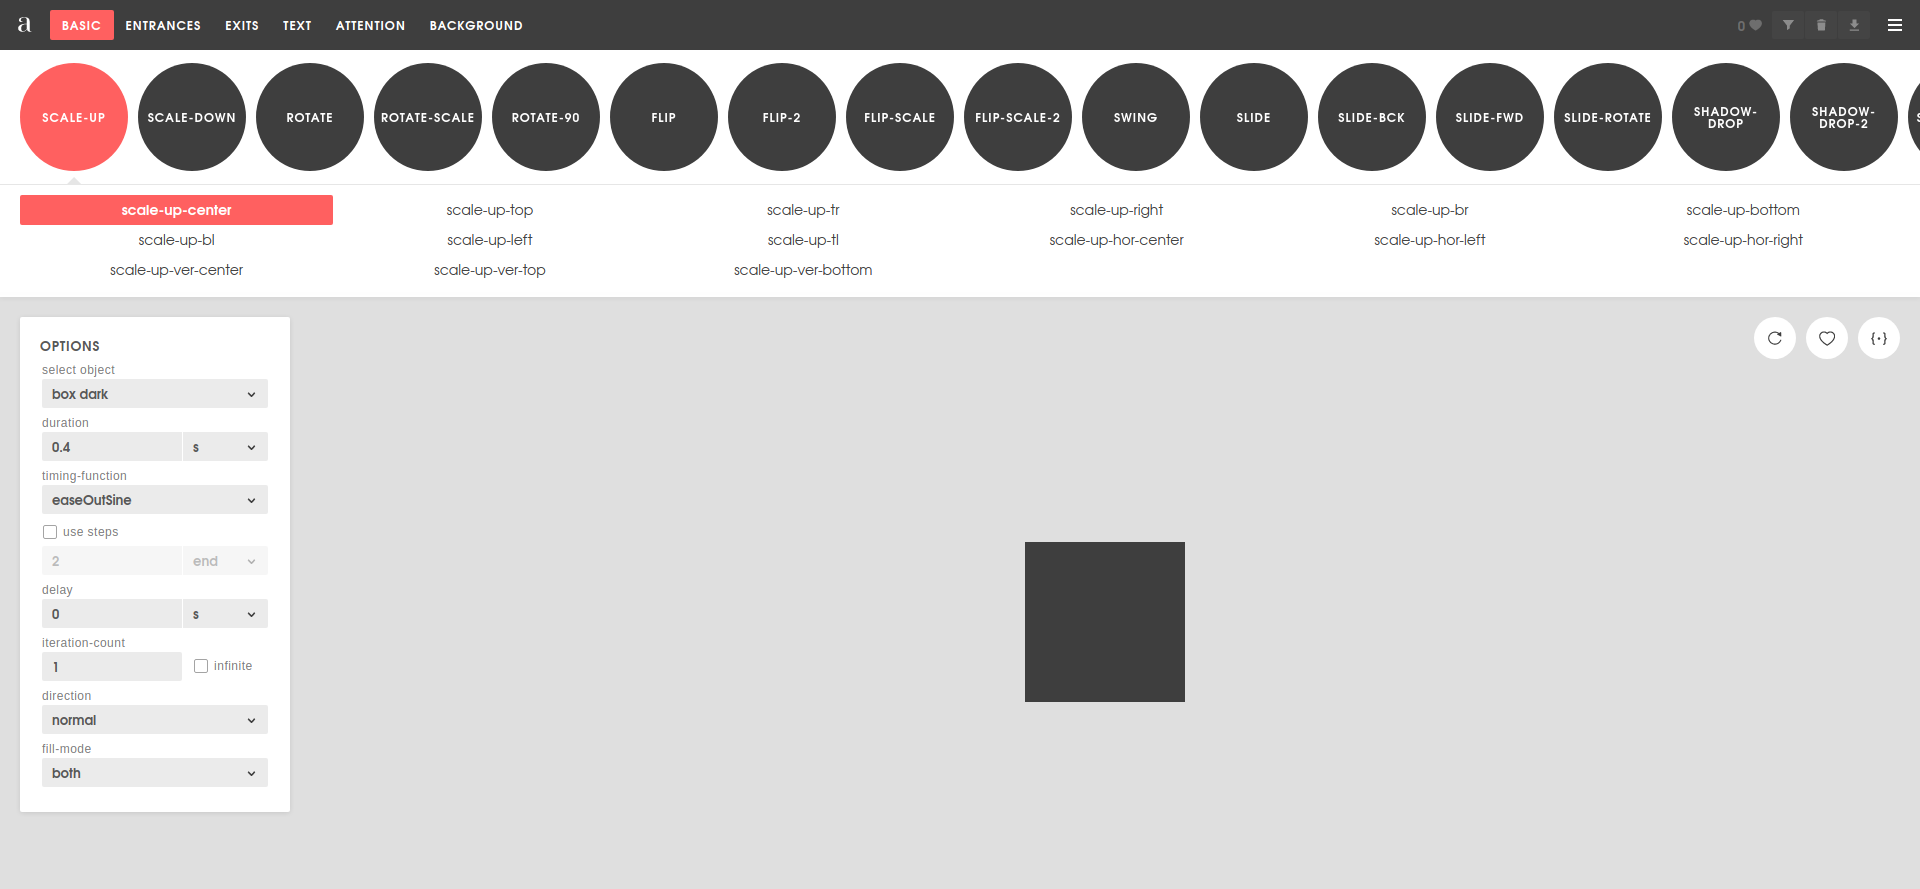 a BASIC ENTRANCES EXITS TEXT ATTENTION BACKGROUND 0
SCALE-UP SCALE-DOWN ROTATE ROTATE-SCALE ROTATE-90 FLIP FLIP-2 FLIP-SCALE FLIP-SCALE-2 SWING SLIDE SLIDE-BCK SLIDE-FWD SLIDE-ROTATE SHADOW-DROP SHADOW-DROP-2
scale-up-center scale-up-top scale-up-tr scale-up-right scale-up-br scale-up-bottom
scale-up-bl scale-up-left scale-up-tl scale-up-hor-center scale-up-hor-left scale-up-hor-right
scale-up-ver-center scale-up-ver-top scale-up-ver-bottom
OPTIONS
select object
box dark
duration
0.4 s
timing-function
easeOutSine
use steps
2 end
delay
0 s
iteration-count
1 infinite
direction
normal
fill-mode
both
{·}